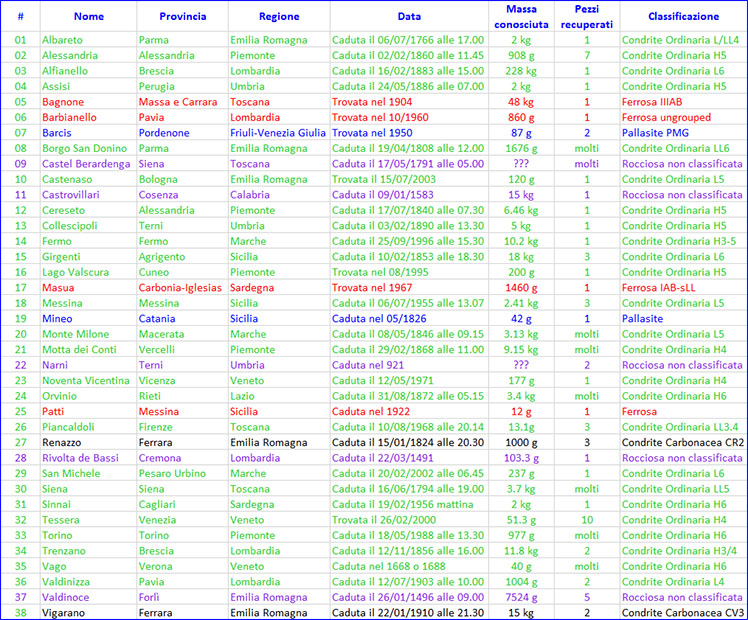 # Nome Provincia Regione Data Massa conosciuta Pezzi recuperati Classificazione
01 Albareto Parma Emilia Romagna Caduta il 06/07/1766 alle 17.00 2 kg 1 Condrite Ordinaria L/LL4
02 Alessandria Alessandria Piemonte Caduta il 02/02/1860 alle 11.45 908 g 7 Condrite Ordinaria H5
03 Alfianello Brescia Lombardia Caduta il 16/02/1883 alle 15.00 228 kg 1 Condrite Ordinaria L6
04 Assisi Perugia Umbria Caduta il 24/05/1886 alle 07.00 2 kg 1 Condrite Ordinaria H5
05 Bagnone Massa e Carrara Toscana Trovata nel 1904 48 kg 1 Ferrosa IIIAB
06 Barbianello Pavia Lombardia Trovata nel 10/1960 860 g 1 Ferrosa ungrouped
07 Barcis Pordenone Friuli-Venezia Giulia Trovata nel 1950 87 g 2 Pallasite PMG
08 Borgo San Donino Parma Emilia Romagna Caduta il 19/04/1808 alle 12.00 1676 g molti Condrite Ordinaria LL6
09 Castel Berardenga Siena Toscana Caduta il 17/05/1791 alle 05.00 ??? molti Rocciosa non classificata
10 Castenaso Bologna Emilia Romagna Trovata il 15/07/2003 120 g 1 Condrite Ordinaria L5
11 Castrovillari Cosenza Calabria Caduta il 09/01/1583 15 kg 1 Rocciosa non classificata
12 Cereseto Alessandria Piemonte Caduta il 17/07/1840 alle 07.30 6.46 kg 1 Condrite Ordinaria H5
13 Collescipoli Terni Umbria Caduta il 03/02/1890 alle 13.30 5 kg 1 Condrite Ordinaria H5
14 Fermo Fermo Marche Caduta il 25/09/1996 alle 15.30 10.2 kg 1 Condrite Ordinaria H3-5
15 Girgenti Agrigento Sicilia Caduta il 10/02/1853 alle 18.30 18 kg 3 Condrite Ordinaria L6
16 Lago Valscura Cuneo Piemonte Trovata nel 08/1995 200 g 1 Condrite Ordinaria H5
17 Masua Carbonia-Iglesias Sardegna Trovata nel 1967 1460 g 1 Ferrosa IAB-sLL
18 Messina Messina Sicilia Caduta il 06/07/1955 alle 13.07 2.41 kg 3 Condrite Ordinaria L5
19 Mineo Catania Sicilia Caduta nel 05/1826 42 g 1 Pallasite
20 Monte Milone Macerata Marche Caduta il 08/05/1846 alle 09.15 3.13 kg molti Condrite Ordinaria L5
21 Motta dei Conti Vercelli Piemonte Caduta il 29/02/1868 alle 11.00 9.15 kg molti Condrite Ordinaria H4
22 Narni Terni Umbria Caduta nel 921 ??? 2 Rocciosa non classificata
23 Noventa Vicentina Vicenza Veneto Caduta il 12/05/1971 177 g 1 Condrite Ordinaria H4
24 Orvinio Rieti Lazio Caduta il 31/08/1872 alle 05.15 3.4 kg molti Condrite Ordinaria H6
25 Patti Messina Sicilia Caduta nel 1922 12 g 1 Ferrosa
26 Piancaldoli Firenze Toscana Caduta il 10/08/1968 alle 20.14 13.1g 3 Condrite Ordinaria LL3.4
27 Renazzo Ferrara Emilia Romagna Caduta il 15/01/1824 alle 20.30 1000 g 3 Condrite Carbonacea CR2
28 Rivolta de Bassi Cremona Lombardia Caduta il 22/03/1491 103.3 g 1 Rocciosa non classificata
29 San Michele Pesaro Urbino Marche Caduta il 20/02/2002 alle 06.45 237 g 1 Condrite Ordinaria L6
30 Siena Siena Toscana Caduta il 16/06/1794 alle 19.00 3.7 kg molti Condrite Ordinaria LL5
31 Sinnai Cagliari Sardegna Caduta il 19/02/1956 mattina 2 kg 1 Condrite Ordinaria H6
32 Tessera Venezia Veneto Trovata il 26/02/2000 51.3 g 10 Condrite Ordinaria H4
33 Torino Torino Piemonte Caduta il 18/05/1988 alle 13.30 977 g molti Condrite Ordinaria H6
34 Trenzano Brescia Lombardia Caduta il 12/11/1856 alle 16.00 11.8 kg 2 Condrite Ordinaria H3/4
35 Vago Verona Veneto Caduta nel 1668 o 1688 40 g molti Condrite Ordinaria H6
36 Valdinizza Pavia Lombardia Caduta il 12/07/1903 alle 10.00 1004 g 2 Condrite Ordinaria L4
37 Valdinoce Forlì Emilia Romagna Caduta il 26/01/1496 alle 09.00 7524 g 5 Rocciosa non classificata
38 Vigarano Ferrara Emilia Romagna Caduta il 22/01/1910 alle 21.30 15 kg 2 Condrite Carbonacea CV3